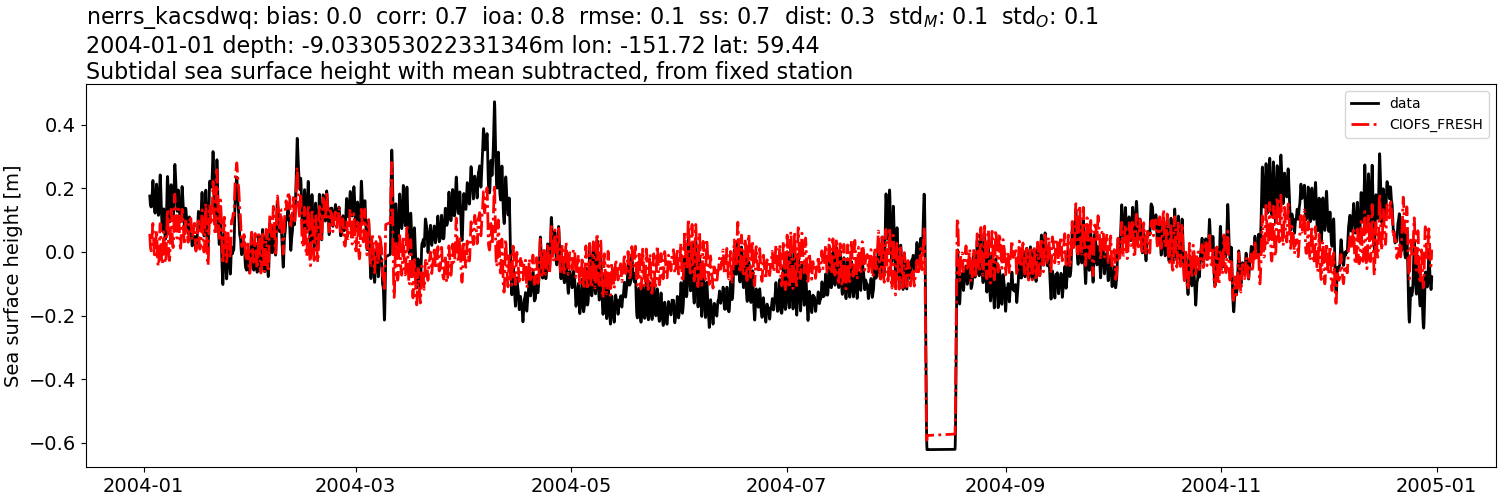 nerrs_kacsdwq: bias: 0.0  corr: 0.7  ioa: 0.8  rmse: 0.1  ss: 0.7  dist: 0.3  std_M: 0.1  std_O: 0.1
2004-01-01 depth: -9.033053022331346m lon: -151.72 lat: 59.44
Subtidal sea surface height with mean subtracted, from fixed station
data
CIOFS_FRESH
Sea surface height [m]
0.4
0.2
0.0
−0.2
−0.4
−0.6
2004-01 2004-03 2004-05 2004-07 2004-09 2004-11 2005-01